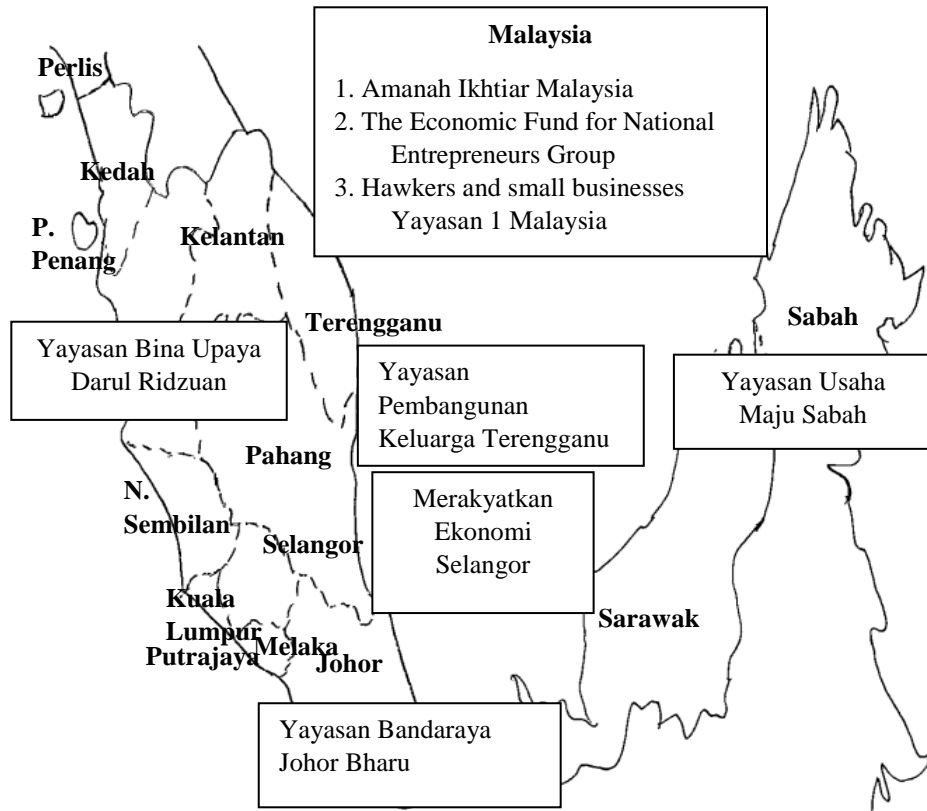 Malaysia
1. Amanah Ikhtiar Malaysia
2. The Economic Fund for National
Entrepreneurs Group
3. Hawkers and small businesses
Yayasan 1 Malaysia
Perlis
Kedah
P.
Penang
Kelantan
Terengganu
Sabah
Yayasan Bina Upaya
Darul Ridzuan
Yayasan
Pembangunan
Keluarga Terengganu
Yayasan Usaha
Maju Sabah
Pahang
N.
Sembilan
Merakyatkan
Ekonomi
Selangor
Selangor
Kuala
Lumpur
Putrajaya
Melaka
Johor
Sarawak
Yayasan Bandaraya
Johor Bharu